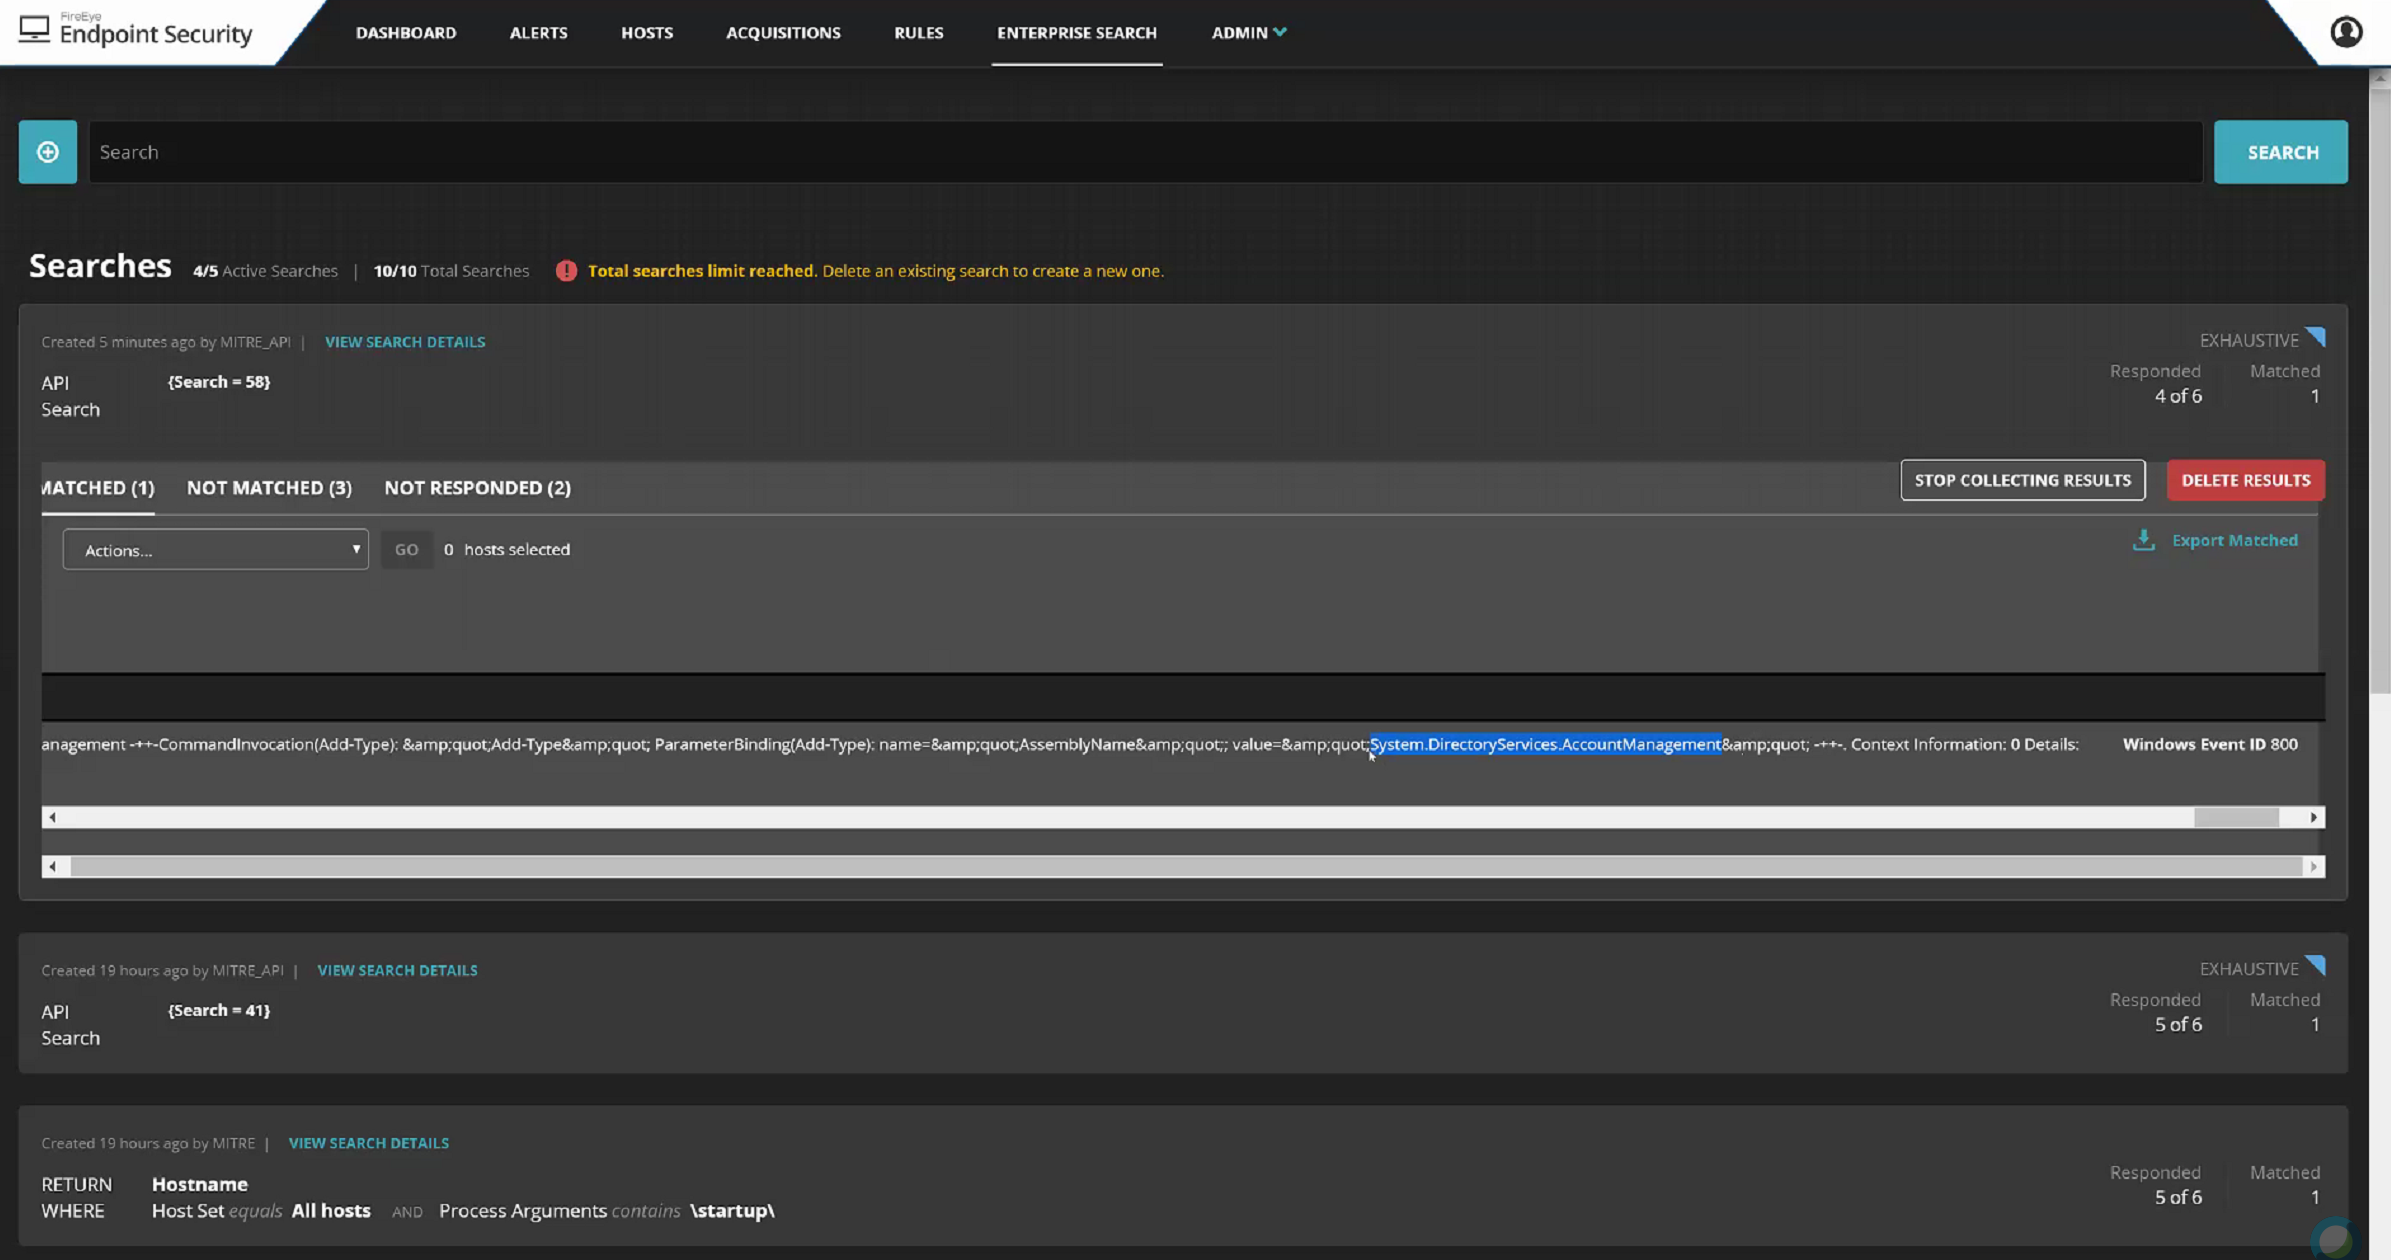 FireEye
Endpoint Security
DASHBOARD ALERTS HOSTS ACQUISITIONS RULES ENTERPRISE SEARCH ADMIN
Search SEARCH
Searches 4/5 Active Searches | 10/10 Total Searches ! Total searches limit reached. Delete an existing search to create a new one.
Created 5 minutes ago by MITRE_API | VIEW SEARCH DETAILS EXHAUSTIVE
Responded Matched
API {Search = 58} 4 of 6 1
Search
MATCHED (1) NOT MATCHED (3) NOT RESPONDED (2) STOP COLLECTING RESULTS DELETE RESULTS
Actions... GO 0 hosts selected Export Matched
anagement -++-CommandInvocation(Add-Type): &amp;quot;Add-Type&amp;quot; ParameterBinding(Add-Type): name=&amp;quot;AssemblyName&amp;quot;; value=&amp;quot;System.DirectoryServices.AccountManagement&amp;quot; -++-. Context Information: 0 Details: Windows Event ID 800
Created 19 hours ago by MITRE_API | VIEW SEARCH DETAILS EXHAUSTIVE
Responded Matched
API {Search = 41} 5 of 6 1
Search
Created 19 hours ago by MITRE | VIEW SEARCH DETAILS
Responded Matched
RETURN Hostname 5 of 6 1
WHERE Host Set equals All hosts AND Process Arguments contains \startup\